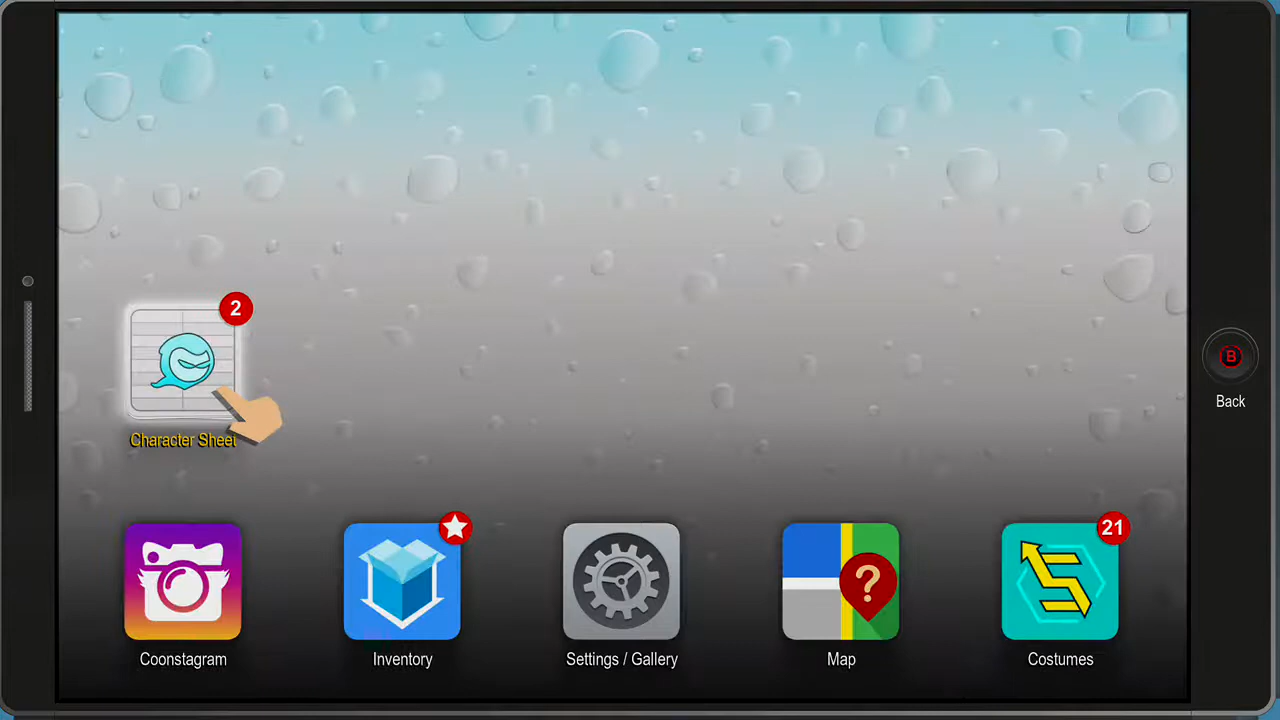 2
Character Sheet
B
Back
21
?
Coonstagram
Inventory
Settings / Gallery
Map
Costumes